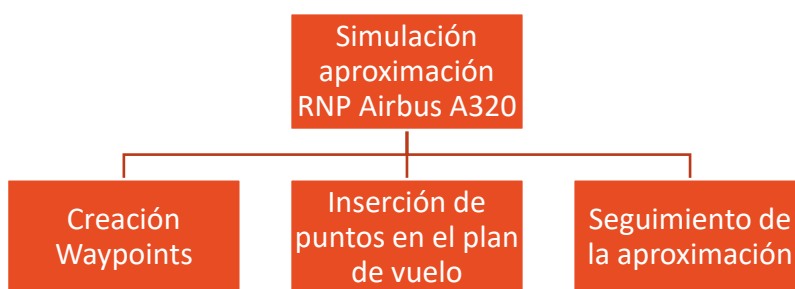 Simulación
aproximación
RNP Airbus A320
Creación
Waypoints
Inserción de
puntos en el plan
de vuelo
Seguimiento de
la aproximación